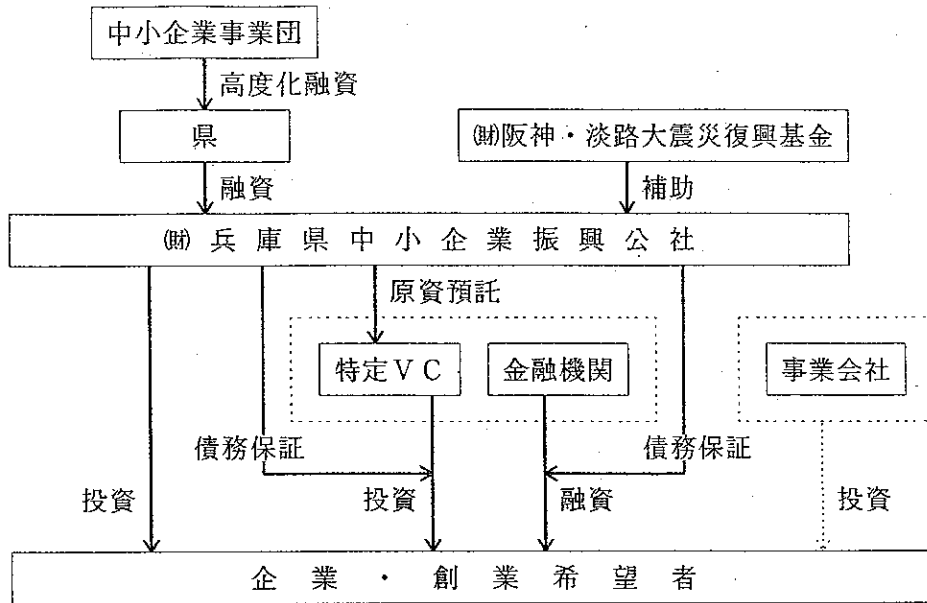 中小企業事業団
高度化融資
県
㈶阪神・淡路大震災復興基金
融資
補助
㈶兵庫県中小企業振興公社
原資預託
特定VC
金融機関
事業会社
債務保証
債務保証
投資
投資
融資
投資
企業・創業希望者